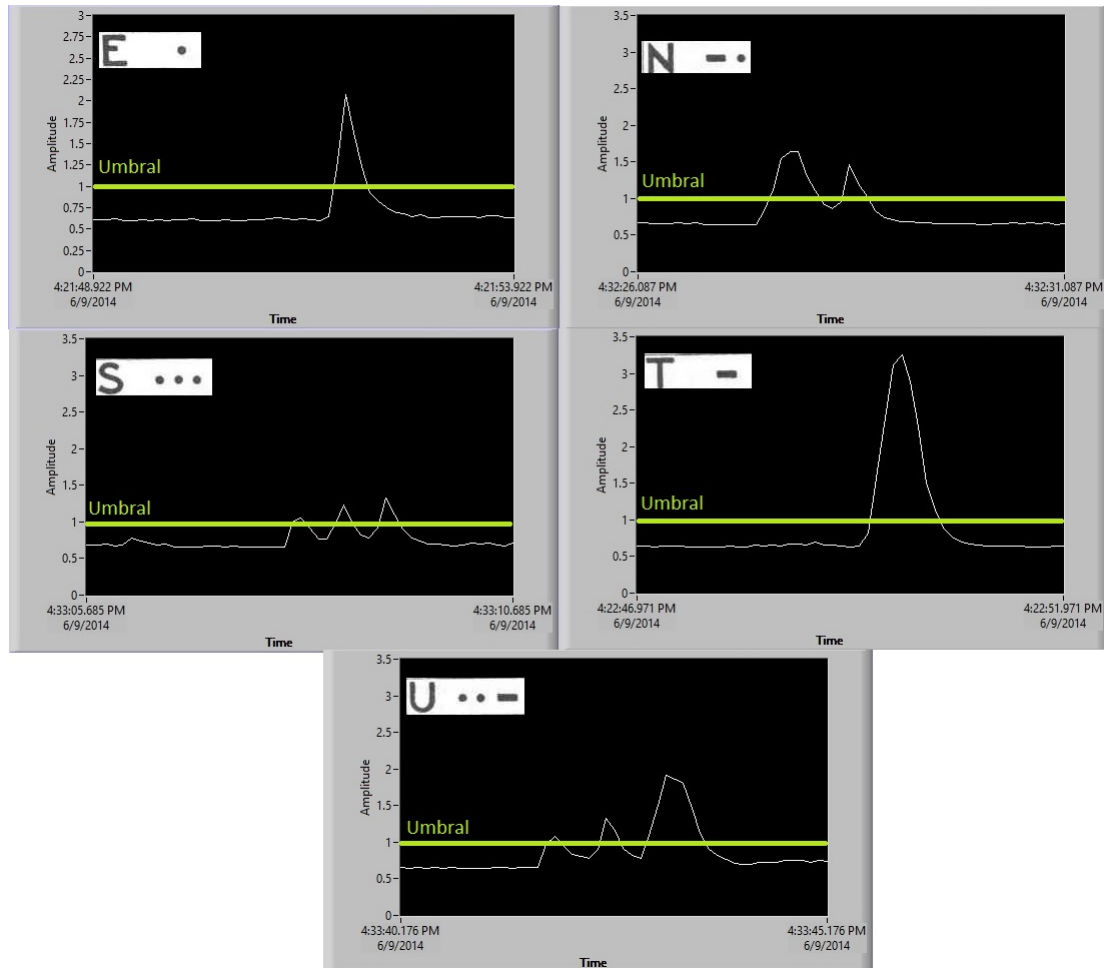 3-
2.75-
2.5-
2.25-
2-
1.75-
1.5-
1.25-
1-
0.75-
0.5-
0.25-
0-
Amplitude
E •
Umbral
4:21:48.922 PM
6/9/2014
4:21:53.922 PM
6/9/2014
Time
3.5-
3-
2.5-
2-
1.5-
1-
0.5-
0-
Amplitude
N − •
Umbral
4:32:26.087 PM
6/9/2014
4:32:31.087 PM
6/9/2014
Time
3.5-
3-
2.5-
2-
1.5-
1-
0.5-
0-
Amplitude
S • • •
Umbral
4:33:05.685 PM
6/9/2014
4:33:10.685 PM
6/9/2014
Time
3.5-
3-
2.5-
2-
1.5-
1-
0.5-
0-
Amplitude
T −
Umbral
4:22:46.971 PM
6/9/2014
4:22:51.971 PM
6/9/2014
Time
3.5-
3-
2.5-
2-
1.5-
1-
0.5-
0-
Amplitude
U • • −
Umbral
4:33:40.176 PM
6/9/2014
4:33:45.176 PM
6/9/2014
Time